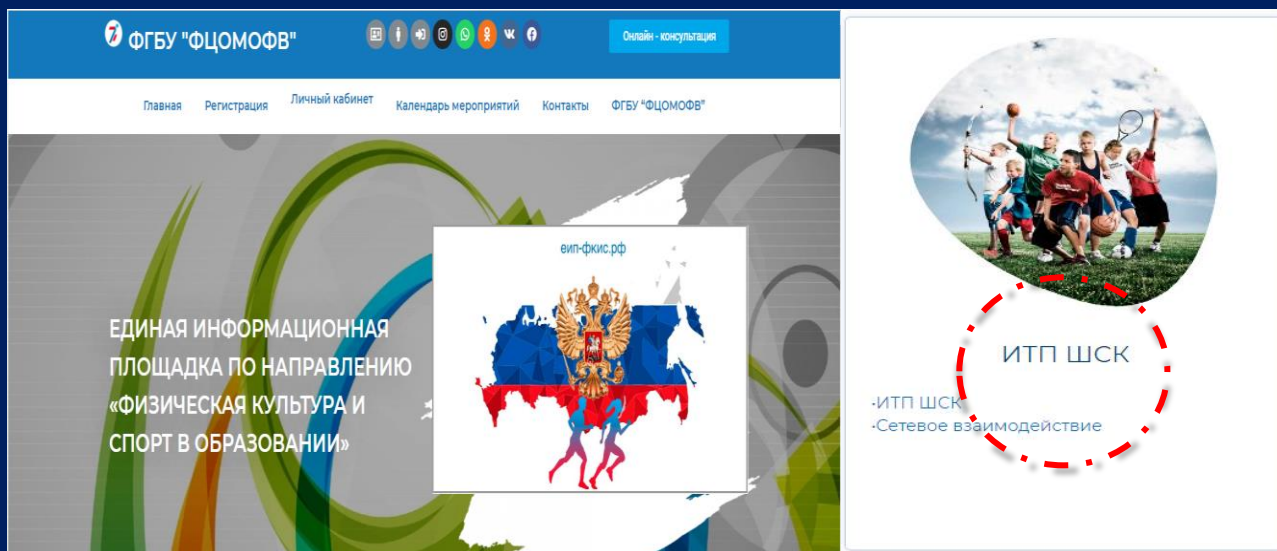 ФГБУ "ФЦОМОФВ"
Онлайн - консультация
Главная Регистрация Личный кабинет Календарь мероприятий Контакты ФГБУ "ФЦОМОФВ"
еип-фкис.рф
ЕДИНАЯ ИНФОРМАЦИОННАЯ
ПЛОЩАДКА ПО НАПРАВЛЕНИЮ
«ФИЗИЧЕСКАЯ КУЛЬТУРА И
СПОРТ В ОБРАЗОВАНИИ»
ИТП ШСК
•ИТП ШСК
•Сетевое взаимодействие